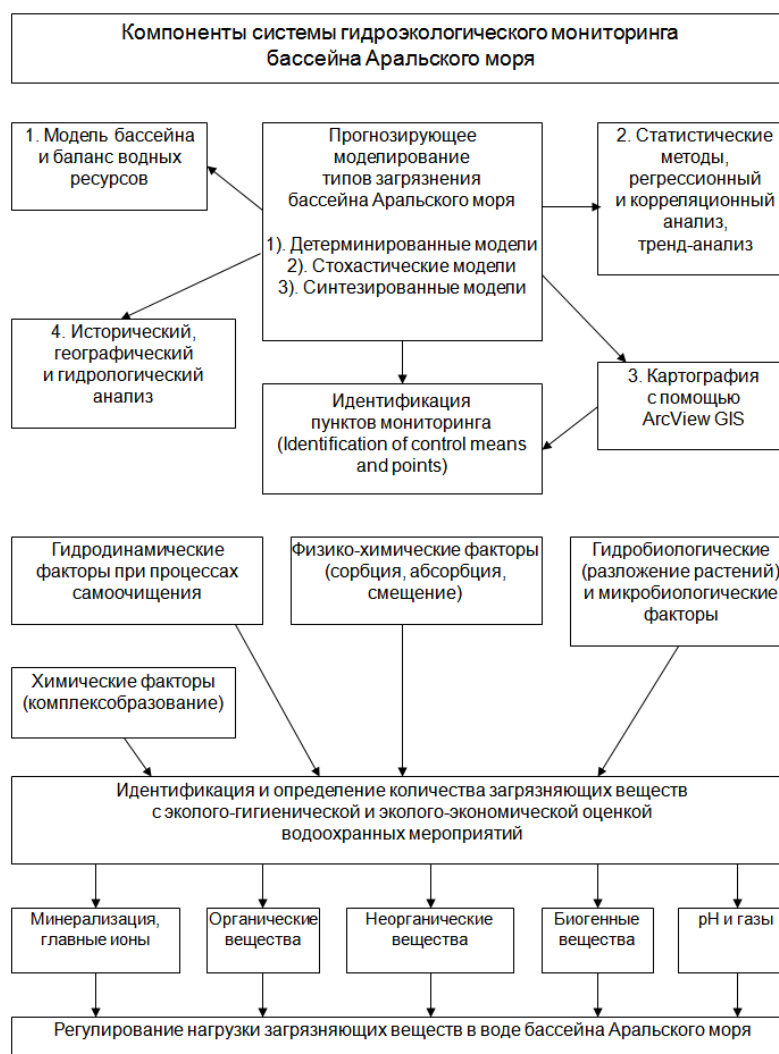 Компоненты системы гидроэкологического мониторинга
бассейна Аральского моря
1. Модель бассейна
и баланс водных
ресурсов
Прогнозирующее
моделирование
типов загрязнения
бассейна Аральского моря
1). Детерминированные модели
2). Стохастические модели
3). Синтезированные модели
2. Статистические
методы,
регрессионный
и корреляционный
анализ,
тренд-анализ
4. Исторический,
географический
и гидрологический
анализ
Идентификация
пунктов мониторинга
(Identification of control means
and points)
3. Картография
с помощью
ArcView GIS
Гидродинамические
факторы при процессах
самоочищения
Физико-химические факторы
(сорбция, абсорбция,
смещение)
Гидробиологические
(разложение растений)
и микробиологические
факторы
Химические факторы
(комплексобразование)
Идентификация и определение количества загрязняющих веществ
с эколого-гигиенической и эколого-экономической оценкой
водоохранных мероприятий
Минерализация,
главные ионы
Органические
вещества
Неорганические
вещества
Биогенные
вещества
pH и газы
Регулирование нагрузки загрязняющих веществ в воде бассейна Аральского моря